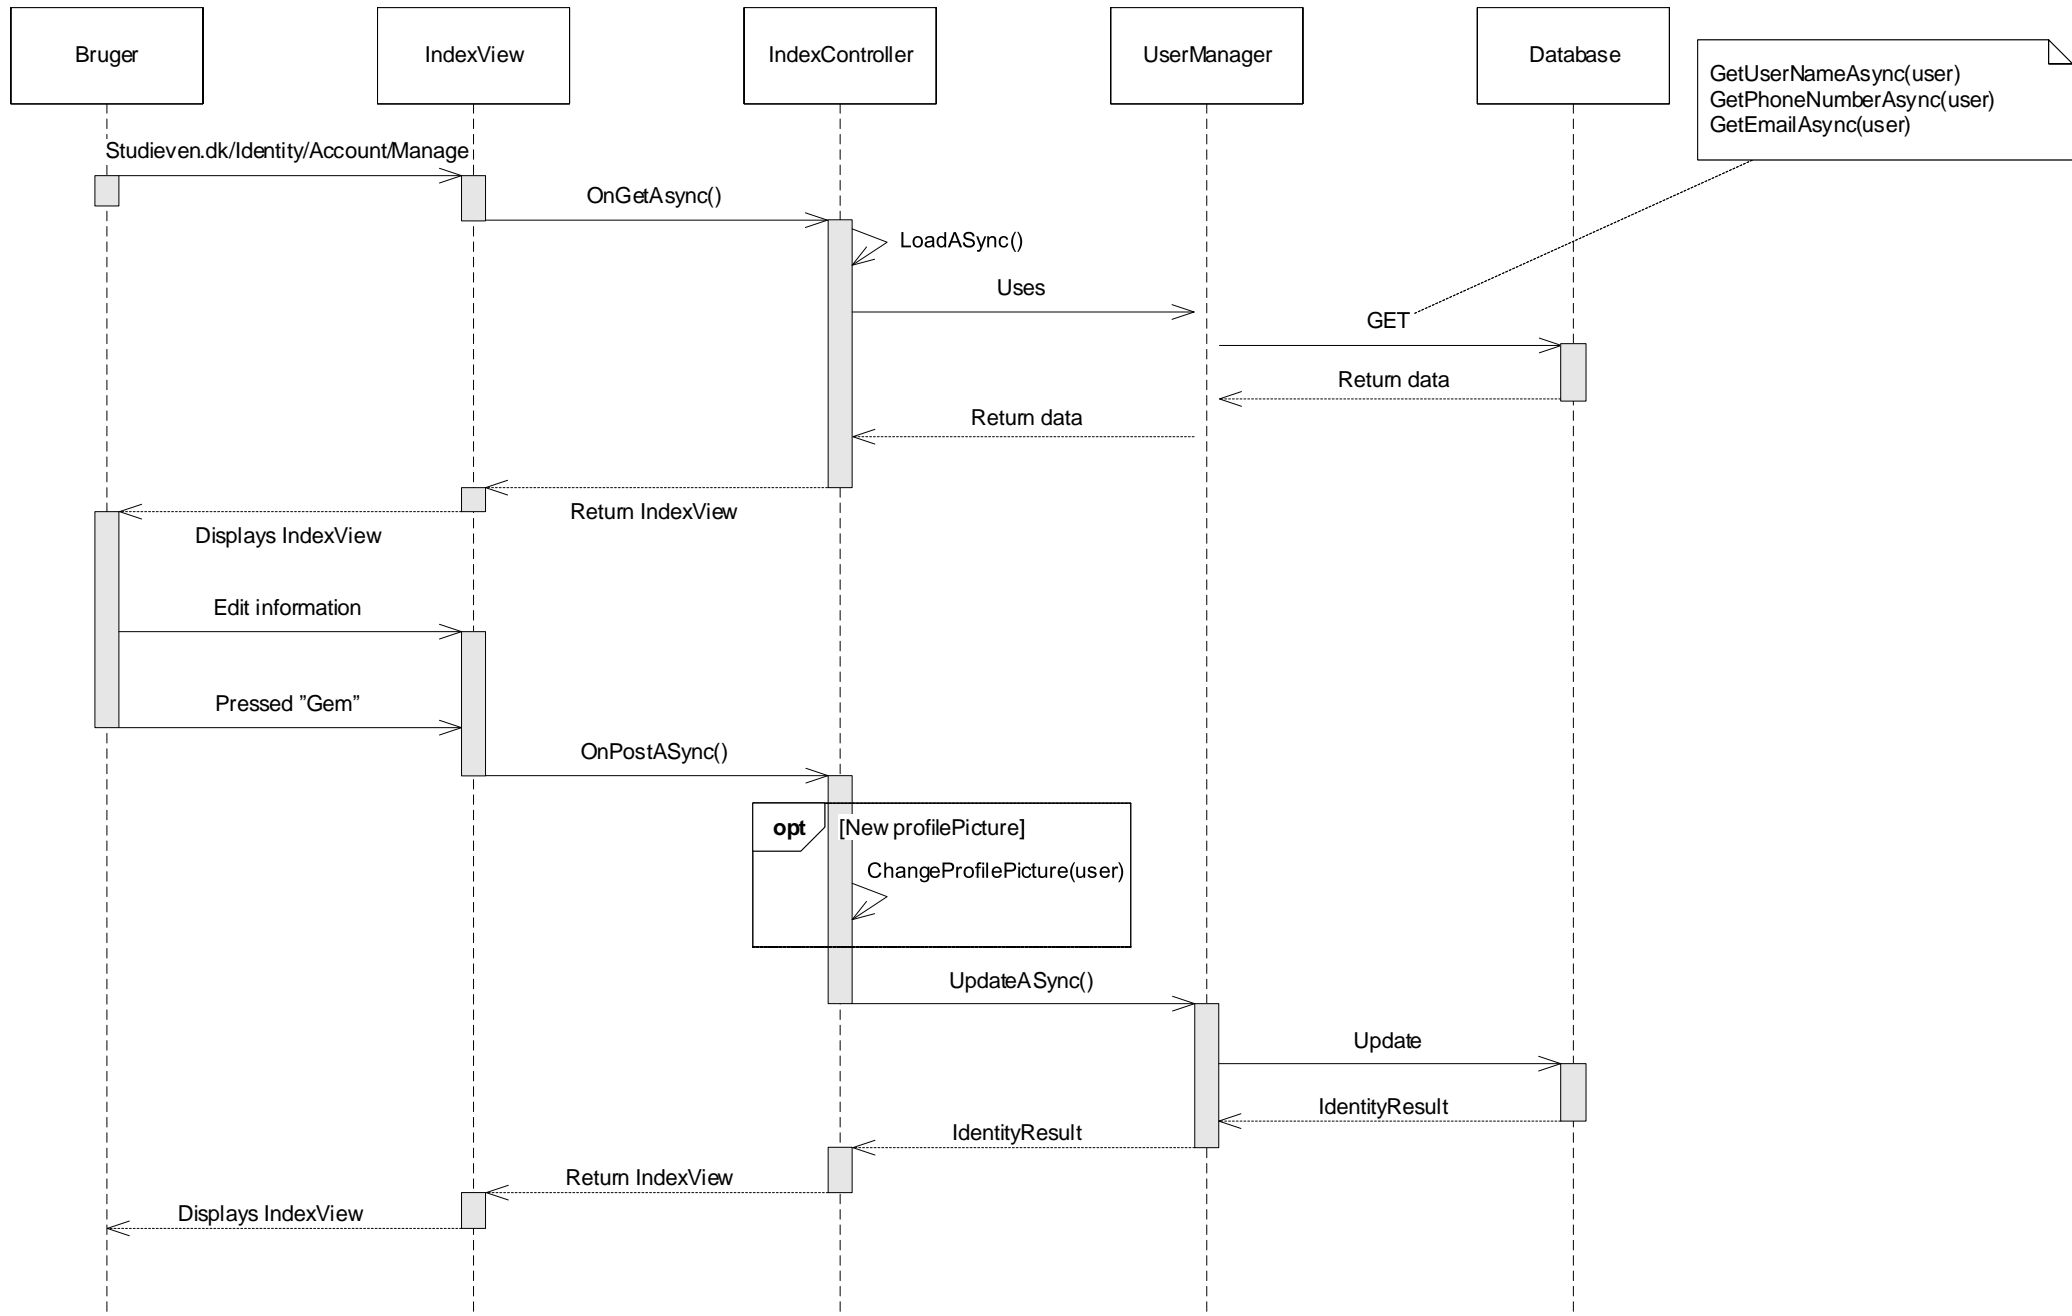 Bruger
IndexView
IndexController
UserManager
Database
GetUserNameAsync(user)
GetPhoneNumberAsync(user)
GetEmailAsync(user)
Studieven.dk/Identity/Account/Manage
OnGetAsync()
LoadASync()
Uses
GET
Return data
Return data
Return IndexView
Displays IndexView
Edit information
Pressed ”Gem”
OnPostASync()
opt [New profilePicture]
ChangeProfilePicture(user)
UpdateASync()
Update
IdentityResult
IdentityResult
Return IndexView
Displays IndexView